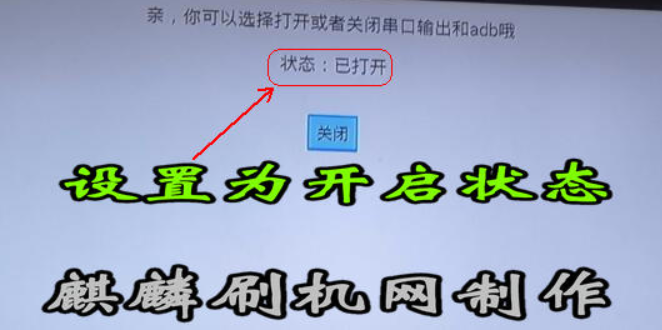 亲，你可以选择打开或者关闭串口输出和adb哦
状态：已打开
关闭
设置为开启状态
麒麟刷机网制作